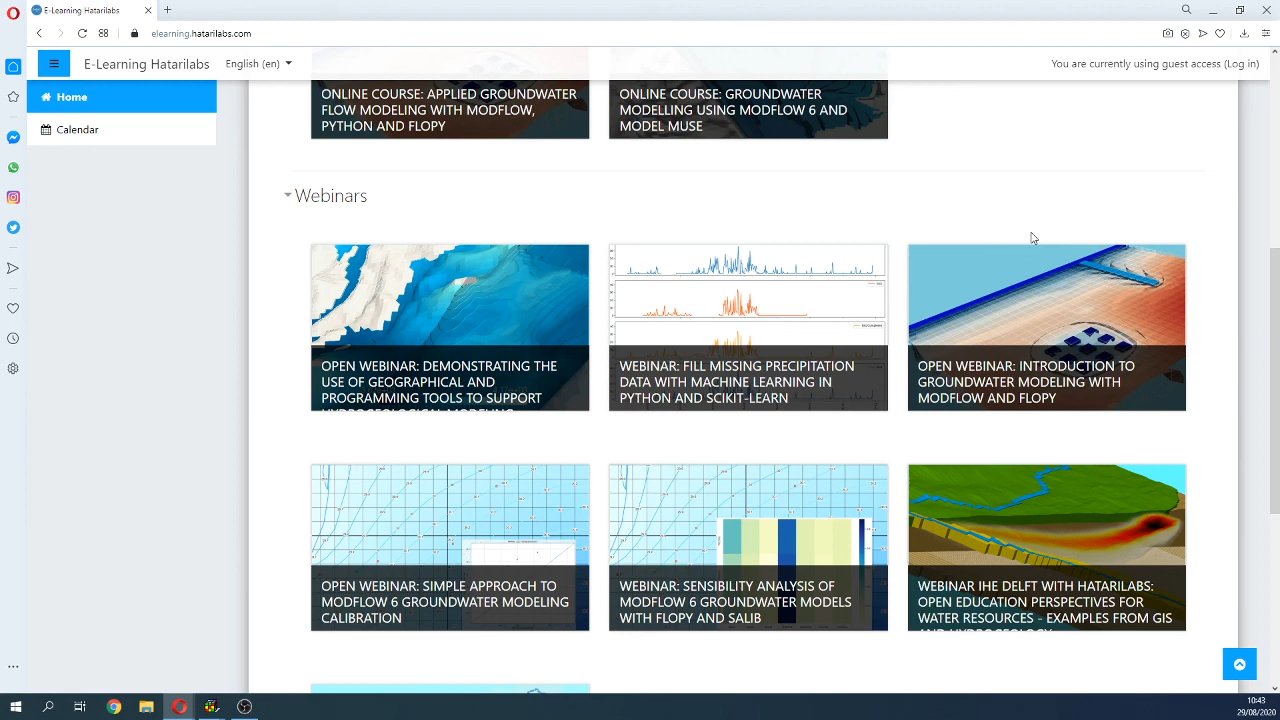 E-Learning Hatarilabs
elearning.hatarilabs.com
E-Learning Hatarilabs
English (en)
You are currently using guest access (Log in)
Home
Calendar
ONLINE COURSE: APPLIED GROUNDWATER
FLOW MODELING WITH MODFLOW,
PYTHON AND FLOPY
ONLINE COURSE: GROUNDWATER
MODELLING USING MODFLOW 6 AND
MODEL MUSE
Webinars
OPEN WEBINAR: DEMONSTRATING THE
USE OF GEOGRAPHICAL AND
PROGRAMMING TOOLS TO SUPPORT
HYDROGEOLOGICAL MODELING
WEBINAR: FILL MISSING PRECIPITATION
DATA WITH MACHINE LEARNING IN
PYTHON AND SCIKIT-LEARN
OPEN WEBINAR: INTRODUCTION TO
GROUNDWATER MODELING WITH
MODFLOW AND FLOPY
OPEN WEBINAR: SIMPLE APPROACH TO
MODFLOW 6 GROUNDWATER MODELING
CALIBRATION
WEBINAR: SENSIBILITY ANALYSIS OF
MODFLOW 6 GROUNDWATER MODELS
WITH FLOPY AND SALIB
WEBINAR IHE DELFT WITH HATARILABS:
OPEN EDUCATION PERSPECTIVES FOR
WATER RESOURCES - EXAMPLES FROM GIS
AND HYDROGEOLOGY
10:43
29/08/2020